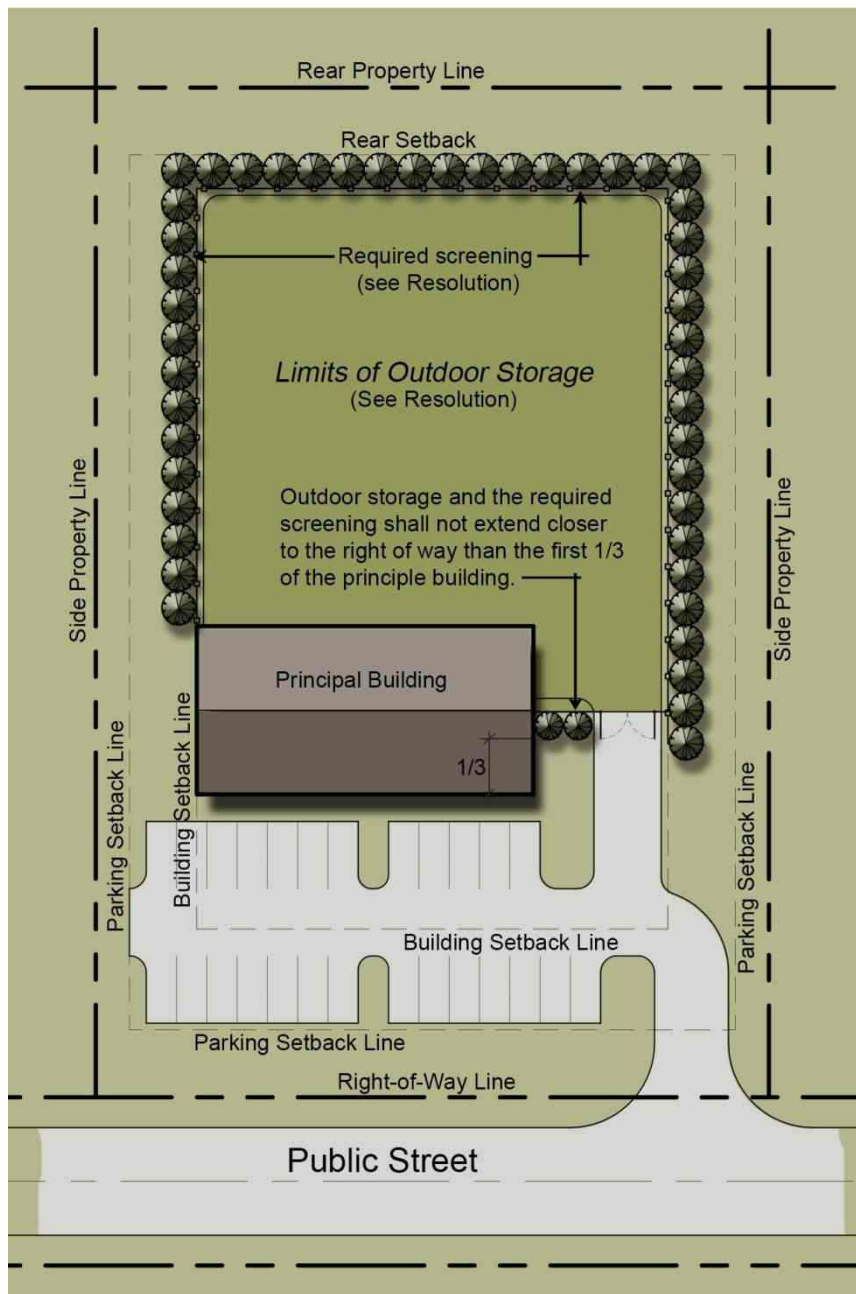 Rear Property Line
Rear Setback
Required screening
(see Resolution)
Limits of Outdoor Storage
(See Resolution)
Outdoor storage and the required
screening shall not extend closer
to the right of way than the first 1/3
of the principle building.
Side Property Line
Side Property Line
Principal Building
1/3
Parking Setback Line
Building Setback Line
Parking Setback Line
Building Setback Line
Parking Setback Line
Right-of-Way Line
Public Street